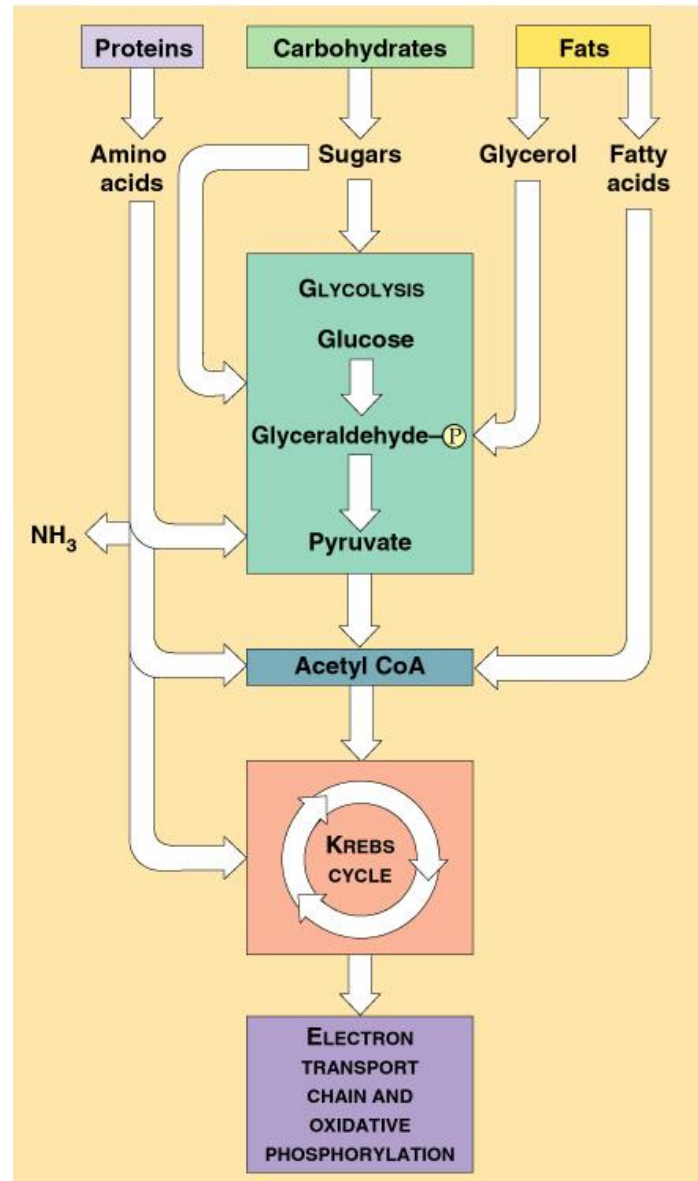 Proteins
Carbohydrates
Fats
Amino
acids
Sugars
Glycerol
Fatty
acids
GLYCOLYSIS
Glucose
Glyceraldehyde–P
NH3
Pyruvate
Acetyl CoA
KREBS
CYCLE
ELECTRON
TRANSPORT
CHAIN AND
OXIDATIVE
PHOSPHORYLATION